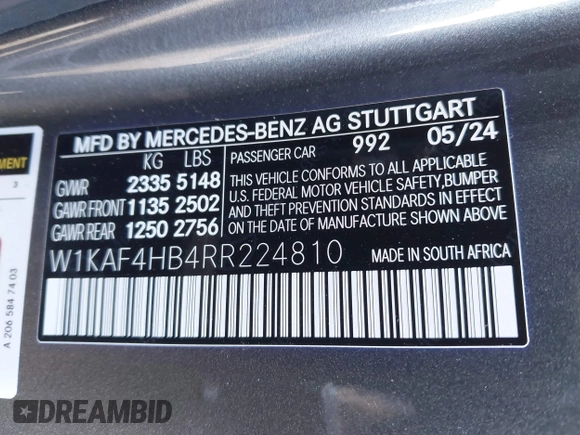 MFD BY MERCEDES-BENZ AG STUTTGART
KG LBS
PASSENGER CAR 992 05/24
GVWR 2335 5148
GAWR FRONT 1135 2502
GAWR REAR 1250 2756
THIS VEHICLE CONFORMS TO ALL APPLICABLE
U.S. FEDERAL MOTOR VEHICLE SAFETY, BUMPER
AND THEFT PREVENTION STANDARDS IN EFFECT
ON THE DATE OF MANUFACTURE SHOWN ABOVE.
W1KAF4HB4RR224810
MADE IN SOUTH AFRICA
3
A 206 584 74 03
DREAMBID